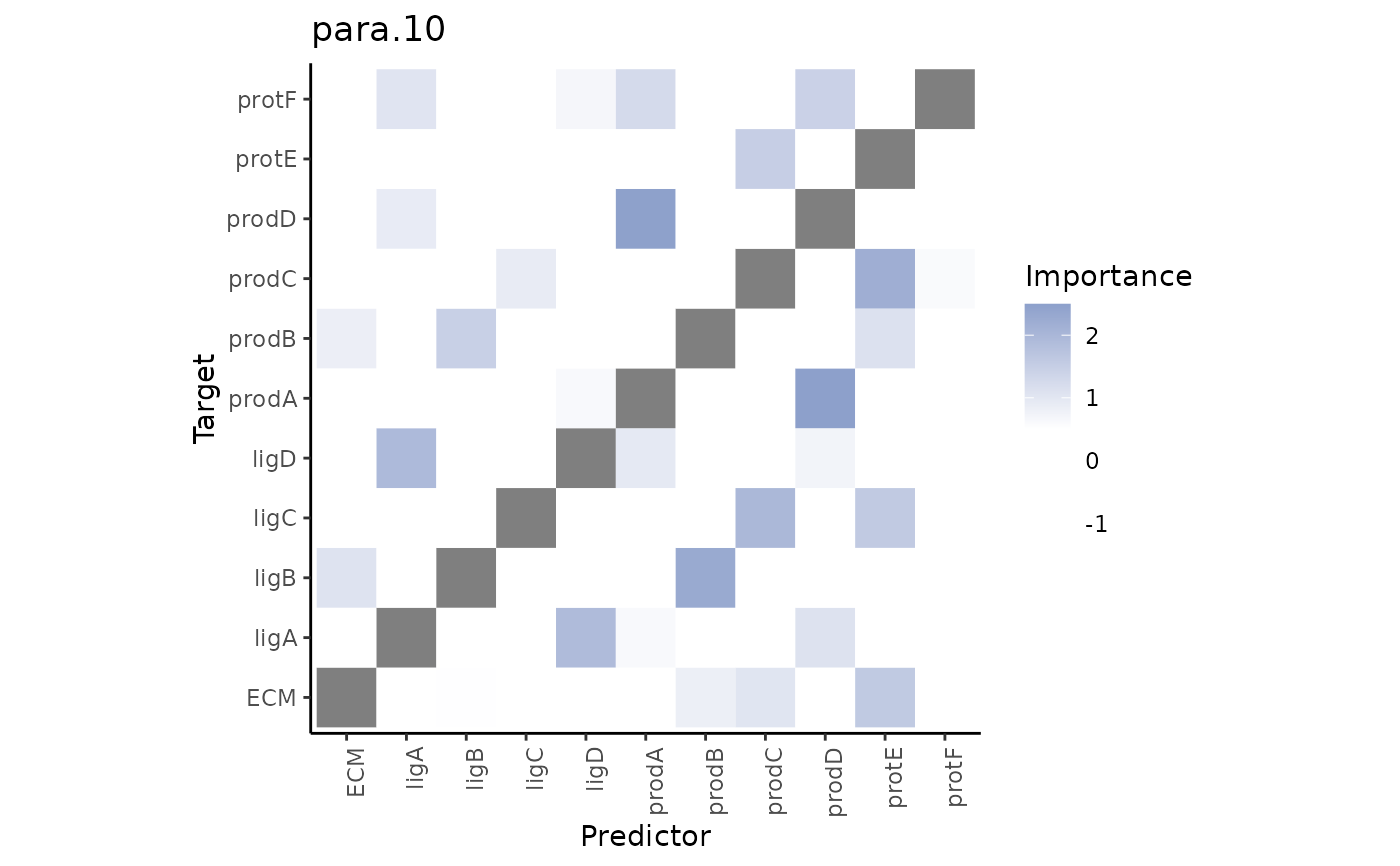 para.10
protF
protE
prodD
prodC
prodB
prodA
ligD
ligC
ligB
ligA
ECM
Target
ECM
ligA
ligB
ligC
ligD
prodA
prodB
prodC
prodD
protE
protF
Predictor
Importance
2
1
0
-1